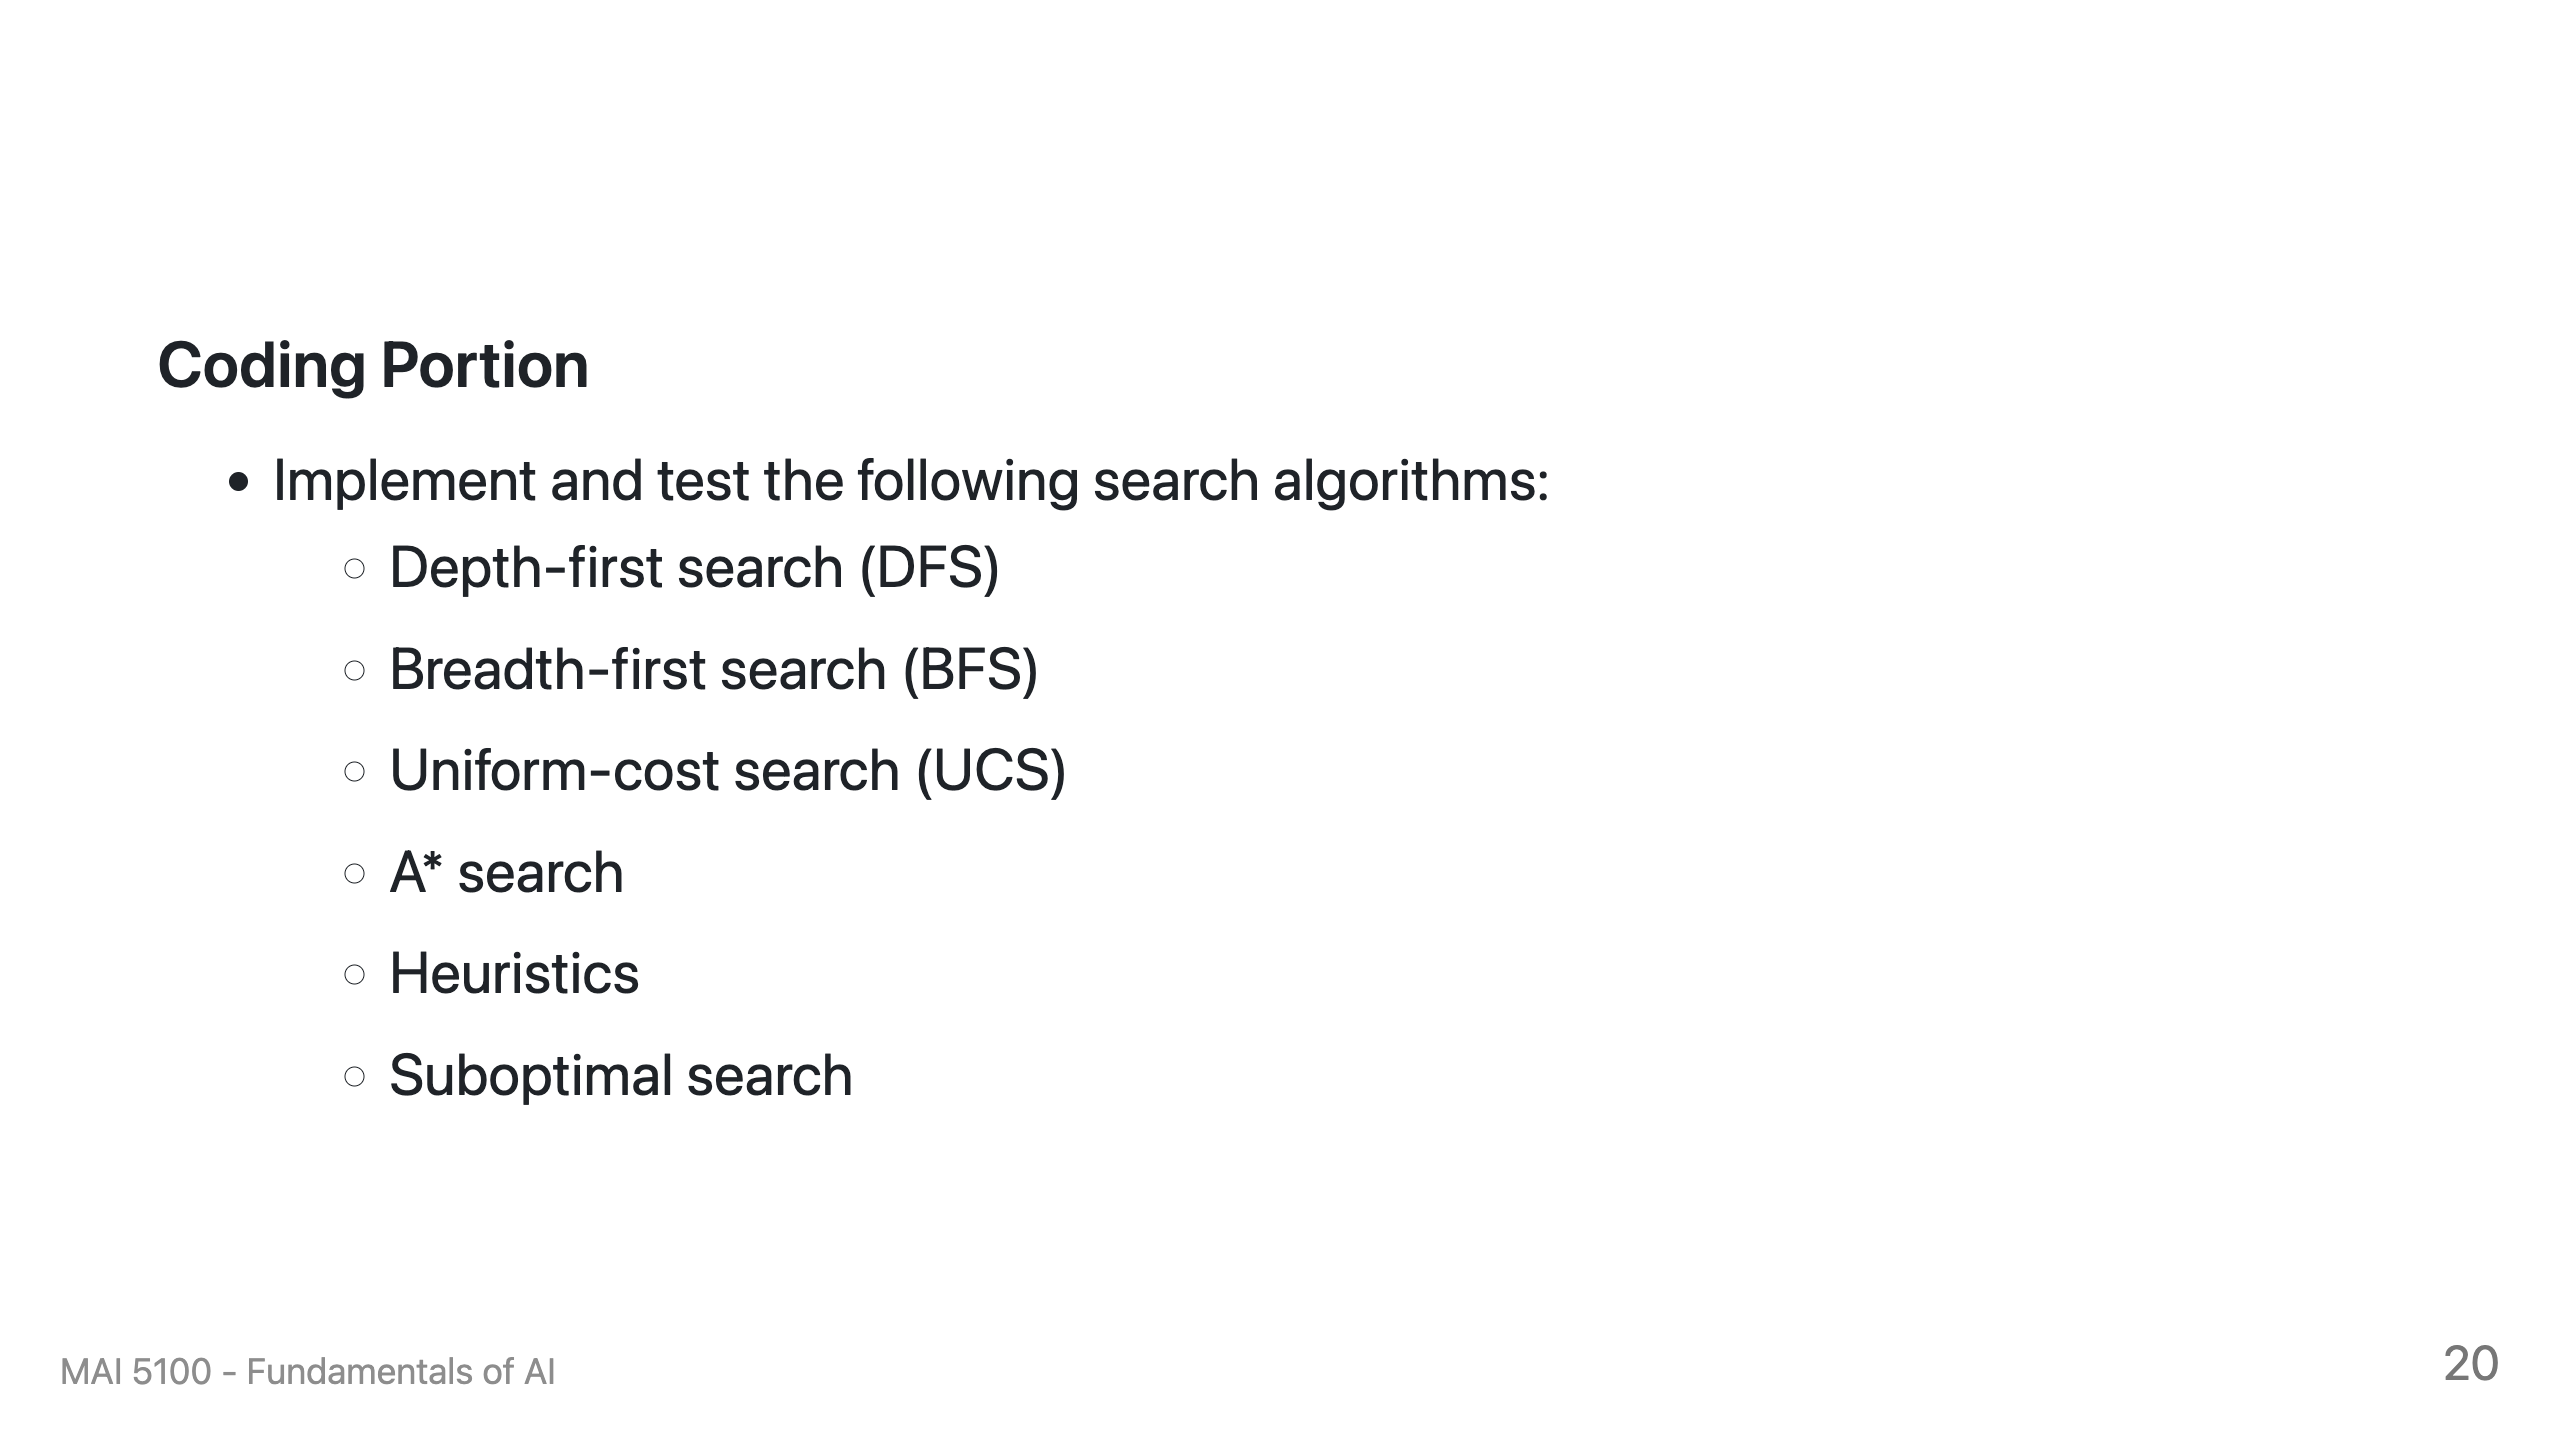 Coding Portion
• Implement and test the following search algorithms:
○ Depth-first search (DFS)
○ Breadth-first search (BFS)
○ Uniform-cost search (UCS)
○ A* search
○ Heuristics
○ Suboptimal search
MAI 5100 - Fundamentals of AI
20